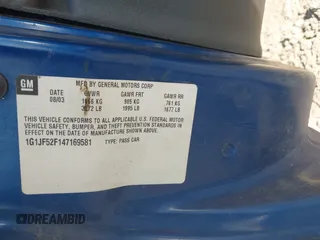 GM
MFD BY GENERAL MOTORS CORP
DATE GVWR GAWR FRT GAWR RR
08/03 1666 KG 905 KG 761 KG
3672 LB 1995 LB 1677 LB
THIS VEHICLE CONFORMS TO ALL APPLICABLE U.S. FEDERAL MOTOR
VEHICLE SAFETY, BUMPER, AND THEFT PREVENTION STANDARDS IN
EFFECT ON THE DATE OF MANUFACTURE SHOWN ABOVE.
1G1JF52F147169581 TYPE: PASS CAR
DREAMBID